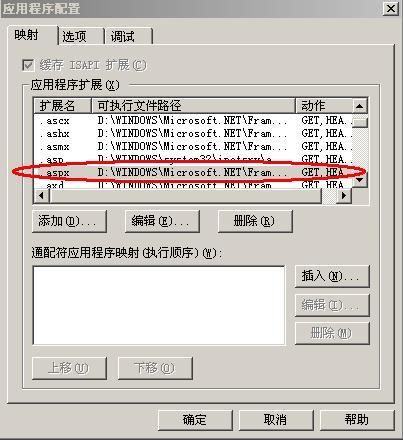 应用程序配置
映射 选项 调试
缓存 ISAPI 扩展(C)
应用程序扩展(X)
扩展名 可执行文件路径 动作
.ascx D:\WINDOWS\Microsoft.NET\Fram... GET,HEA
.ashx D:\WINDOWS\Microsoft.NET\Fram... GET,HEA
.asmx D:\WINDOWS\Microsoft.NET\Fram... GET,HEA
.asp D:\WINDOWS\system32\inetsrv\a... GET,HEA
.aspx D:\WINDOWS\Microsoft.NET\Fram... GET,HEA
.axd D:\WINDOWS\Microsoft.NET\Fram... GET,HEA
添加(D)... 编辑(E)... 删除(R)
通配符应用程序映射(执行顺序)(W):
插入(N)...
编辑(I)...
删除(M)
上移(U) 下移(O)
确定 取消 帮助